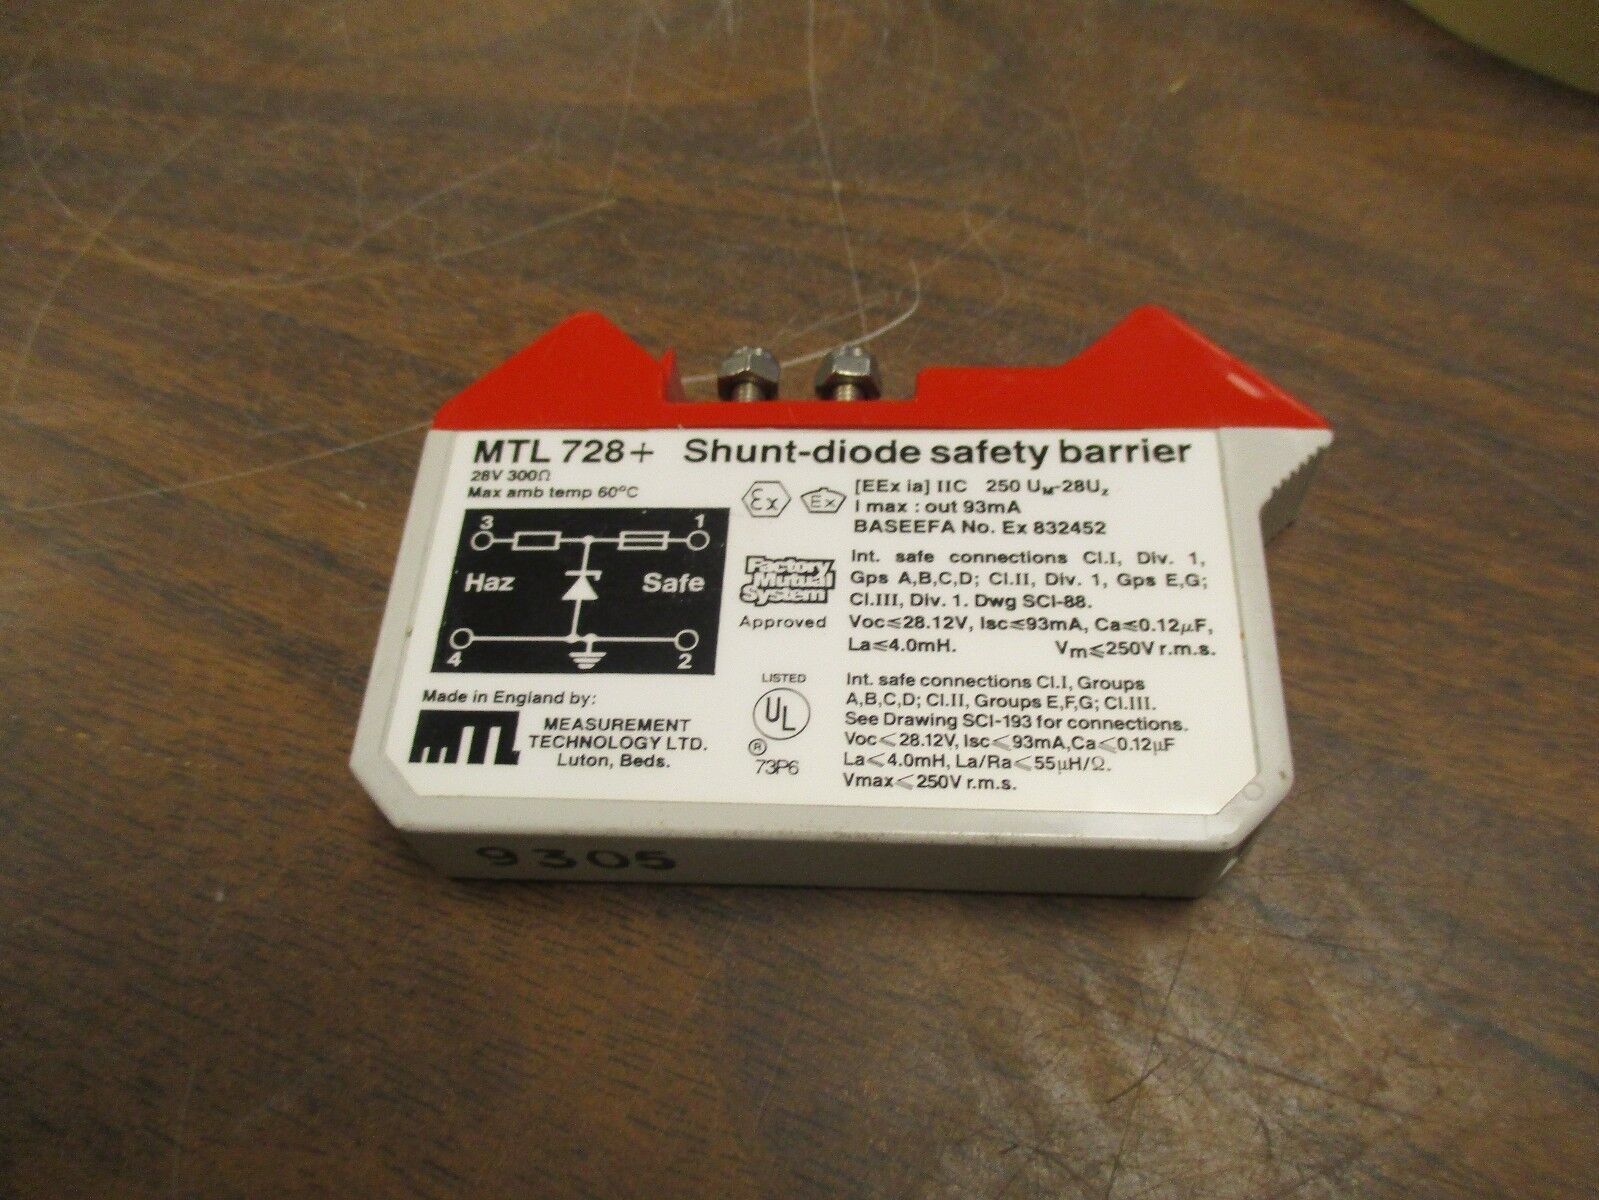 MTL 728+ Shunt-diode safety barrier
28V 300Ω
Max amb temp 60°C
3 1
Haz Safe
4 2
Made in England by:
mTL MEASUREMENT
TECHNOLOGY LTD.
Luton, Beds.
Ex Ex
[EEx ia] IIC 250 UM-28Uz
I max : out 93mA
BASEEFA No. Ex 832452
Factory
Mutual
System
Approved
Int. safe connections Cl.I, Div. 1,
Gps A,B,C,D; Cl.II, Div. 1, Gps E,G;
Cl.III, Div. 1. Dwg SCI-88.
Voc≤28.12V, Isc≤93mA, Ca≤0.12µF,
La≤4.0mH. Vm≤250V r.m.s.
LISTED
UL
®
73P6
Int. safe connections Cl.I, Groups
A,B,C,D; Cl.II, Groups E,F,G; Cl.III.
See Drawing SCI-193 for connections.
Voc≤28.12V, Isc≤93mA, Ca≤0.12µF
La≤4.0mH, La/Ra≤55µH/Ω.
Vmax≤250V r.m.s.
9305